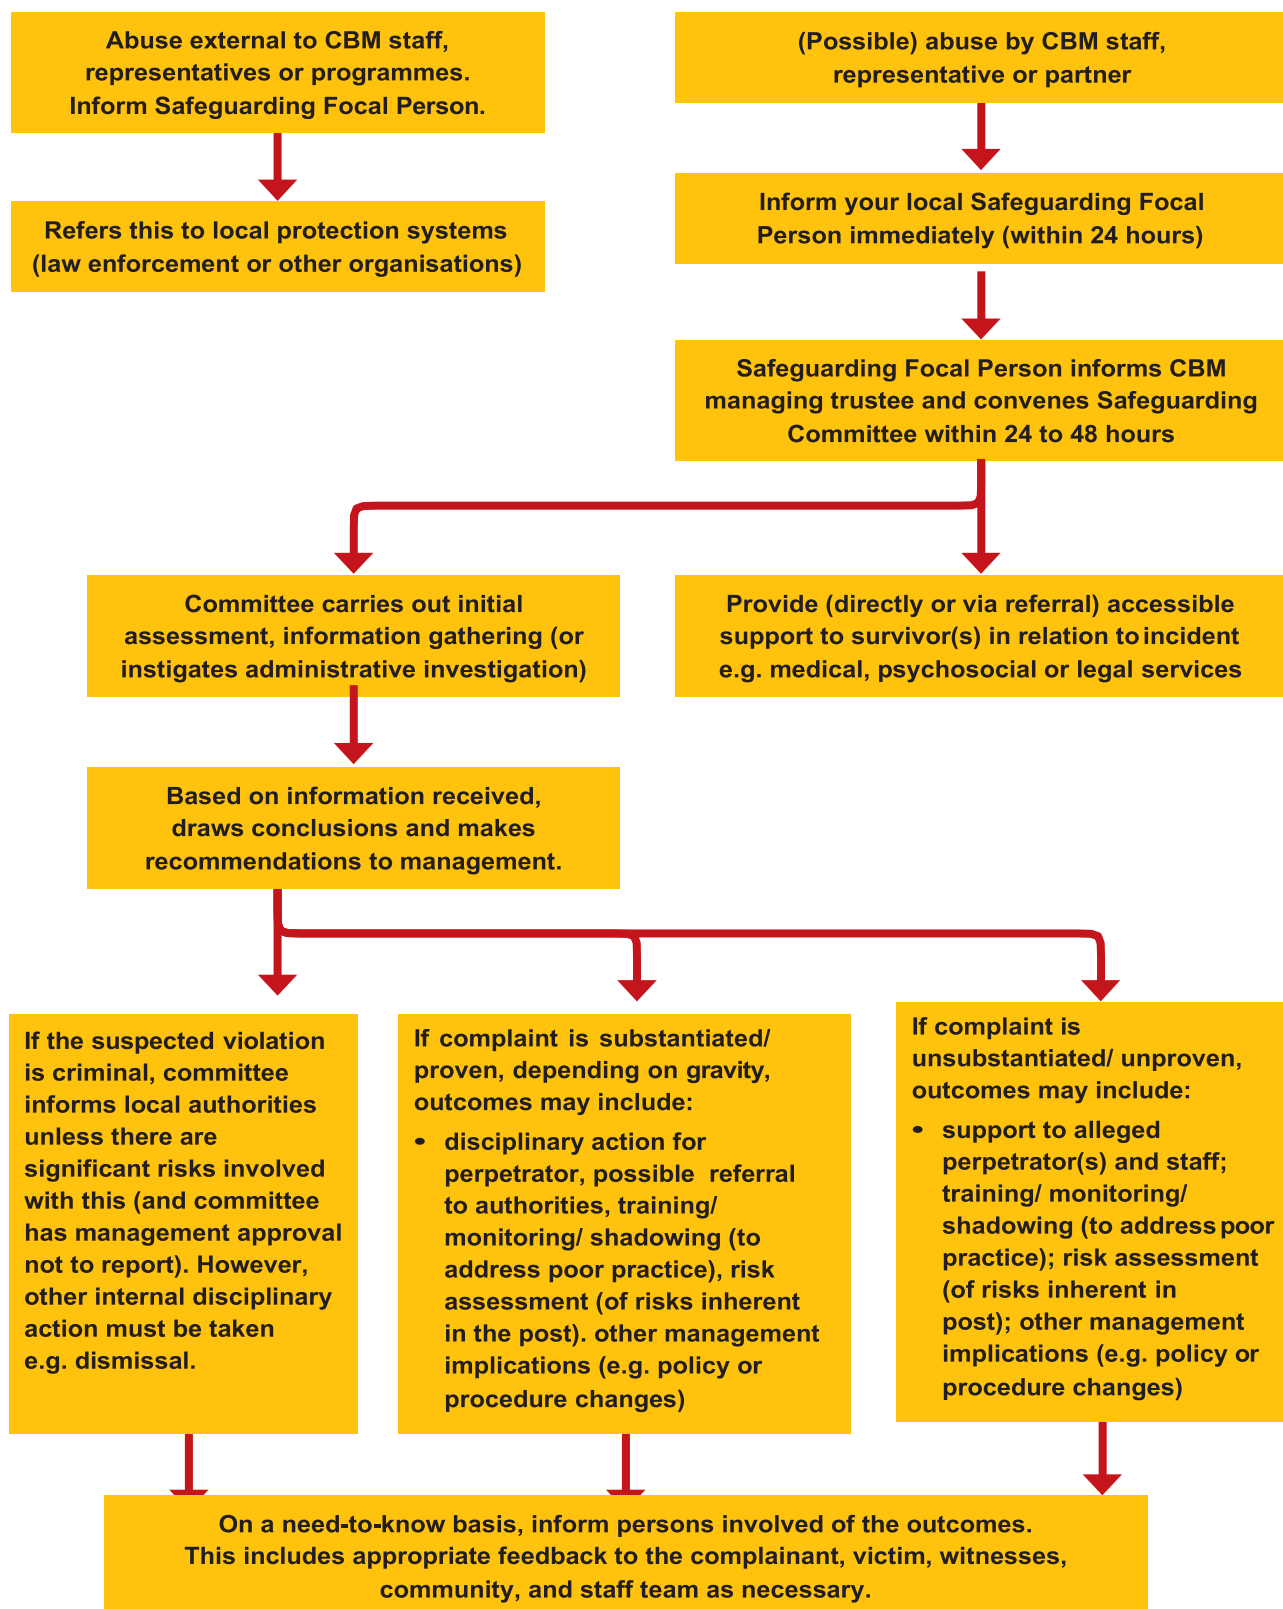 Abuse external to CBM staff,
representatives or programmes.
Inform Safeguarding Focal Person.
Refers this to local protection systems
(law enforcement or other organisations)
(Possible) abuse by CBM staff,
representative or partner
Inform your local Safeguarding Focal
Person immediately (within 24 hours)
Safeguarding Focal Person informs CBM
managing trustee and convenes Safeguarding
Committee within 24 to 48 hours
Committee carries out initial
assessment, information gathering (or
instigates administrative investigation)
Provide (directly or via referral) accessible
support to survivor(s) in relation to incident
e.g. medical, psychosocial or legal services
Based on information received,
draws conclusions and makes
recommendations to management.
If the suspected violation
is criminal, committee
informs local authorities
unless there are
significant risks involved
with this (and committee
has management approval
not to report). However,
other internal disciplinary
action must be taken
e.g. dismissal.
If complaint is substantiated/
proven, depending on gravity,
outcomes may include:
• disciplinary action for
perpetrator, possible referral
to authorities, training/
monitoring/ shadowing (to
address poor practice), risk
assessment (of risks inherent
in the post). other management
implications (e.g. policy or
procedure changes)
If complaint is
unsubstantiated/ unproven,
outcomes may include:
• support to alleged
perpetrator(s) and staff;
training/ monitoring/
shadowing (to address poor
practice); risk assessment
(of risks inherent in
post); other management
implications (e.g. policy or
procedure changes)
On a need-to-know basis, inform persons involved of the outcomes.
This includes appropriate feedback to the complainant, victim, witnesses,
community, and staff team as necessary.